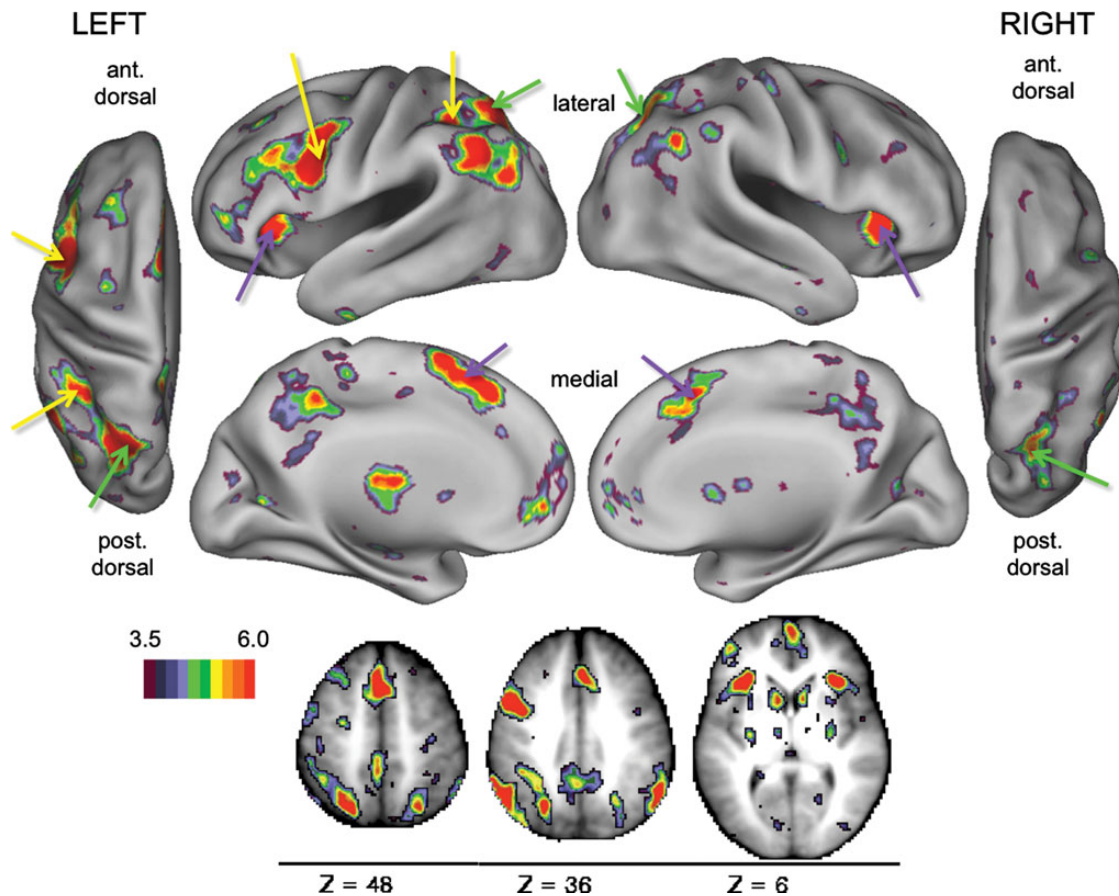 LEFT
RIGHT
ant.
dorsal
lateral
ant.
dorsal
medial
post.
dorsal
post.
dorsal
3.5 6.0
Z = 48 Z = 36 Z = 6